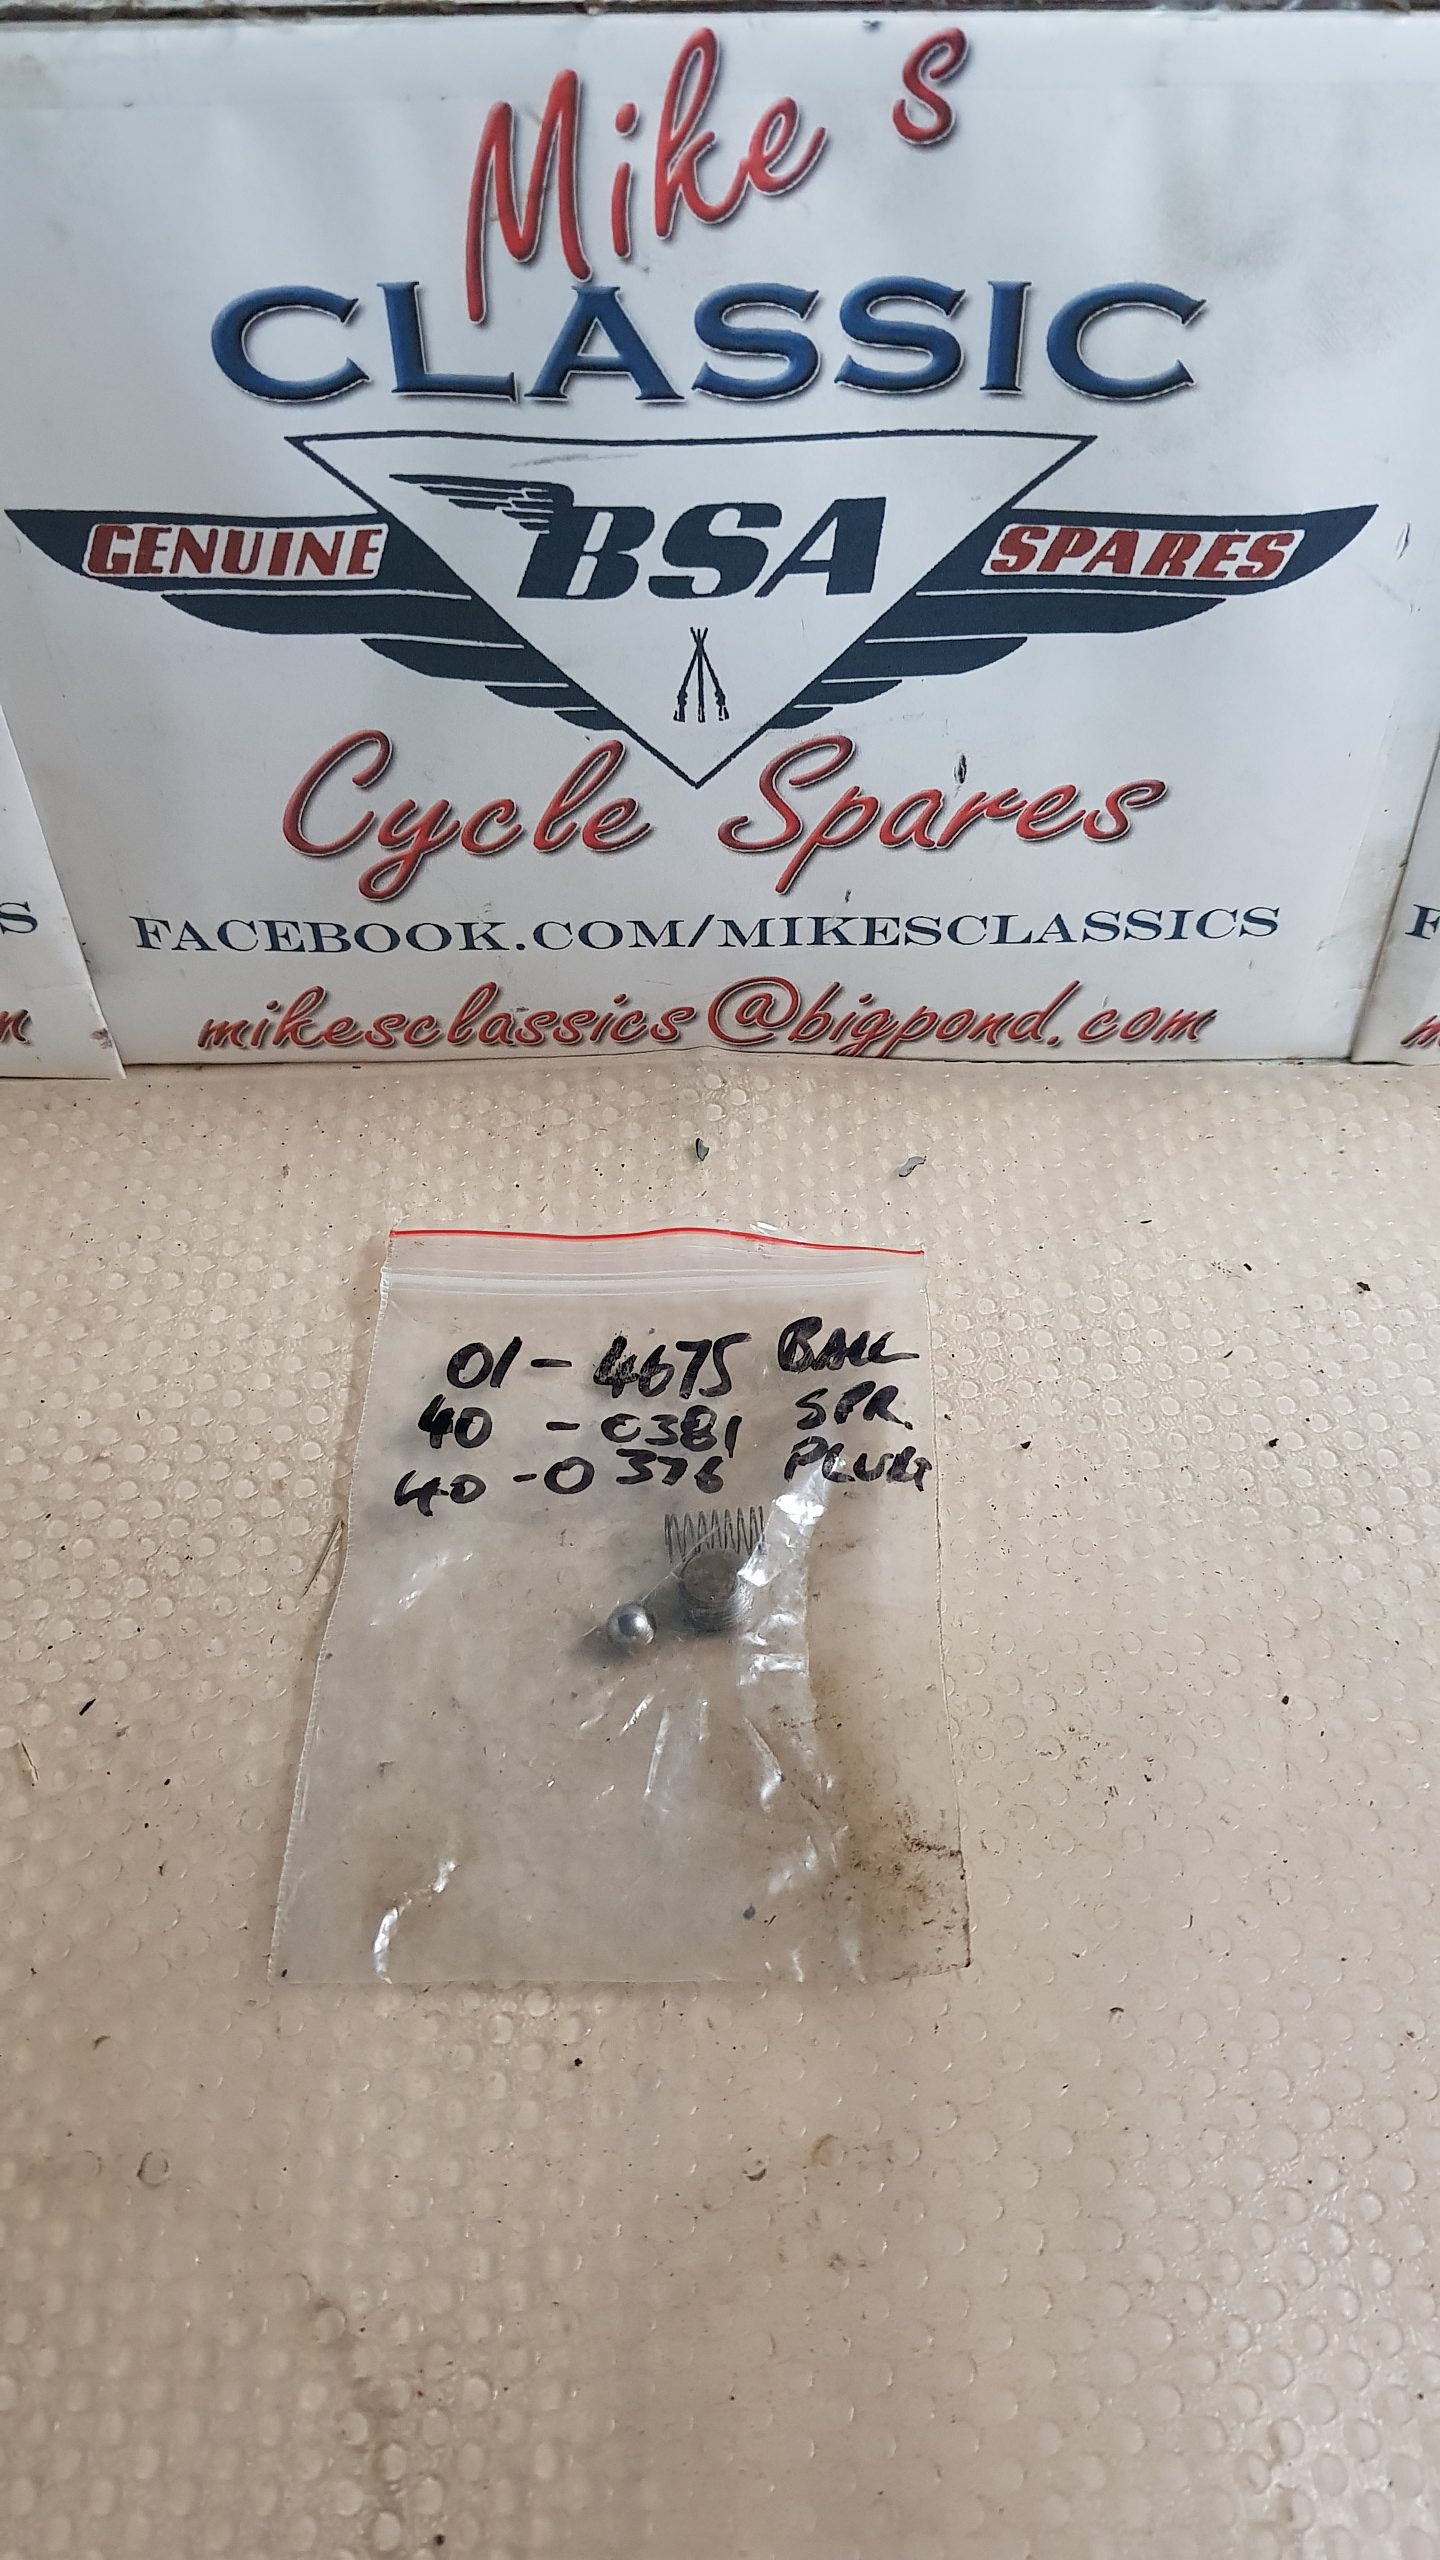 Mike's
CLASSIC
GENUINE BSA SPARES
Cycle Spares
FACEBOOK.COM/MIKESCLASSICS
mikesclassics@bigpond.com
S
F
n
m
01-4675 BALL
40-0381 SPR.
40-0376 PLUG